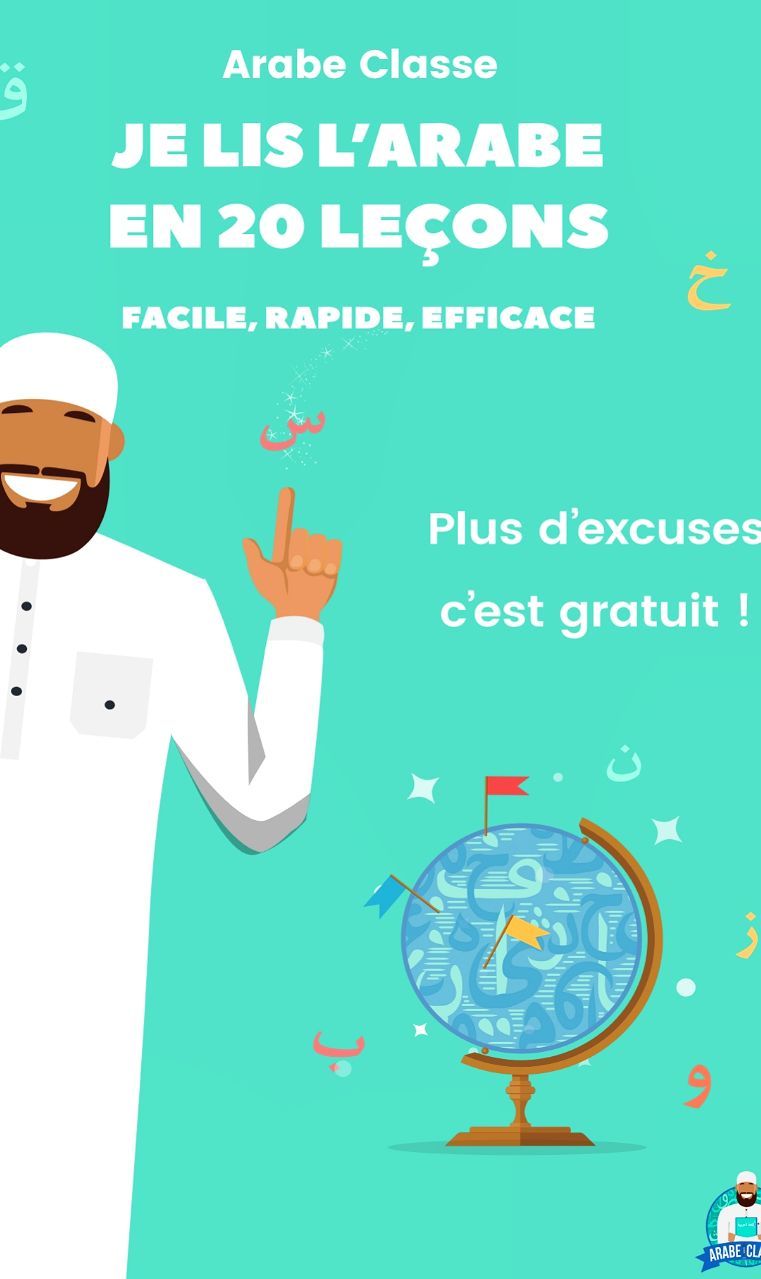 Arabe Classe
JE LIS L’ARABE
EN 20 LEÇONS
FACILE, RAPIDE, EFFICACE
ق
خ
س
Plus d’excuses
c’est gratuit !
ن
ز
ب
و
ARABE CLA